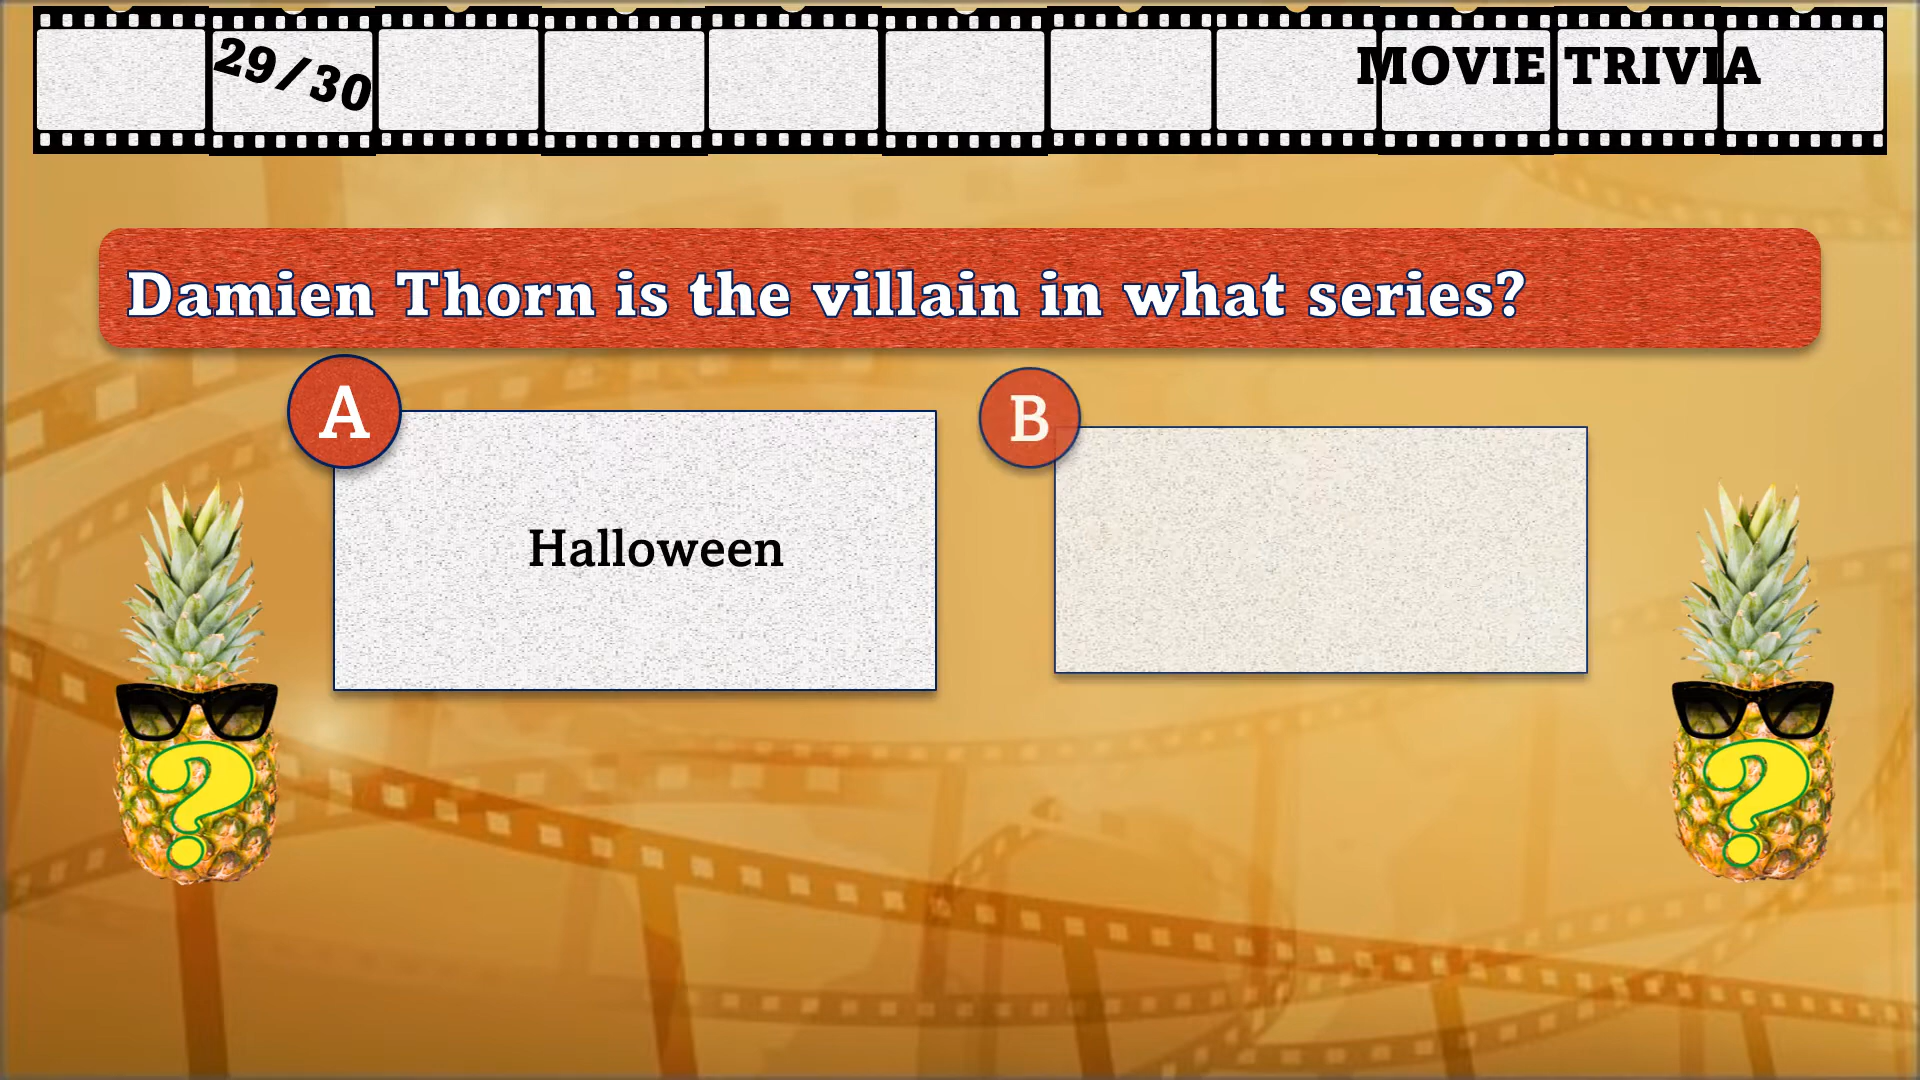 29/30
MOVIE TRIVIA
Damien Thorn is the villain in what series?
A
B
Halloween
?
?